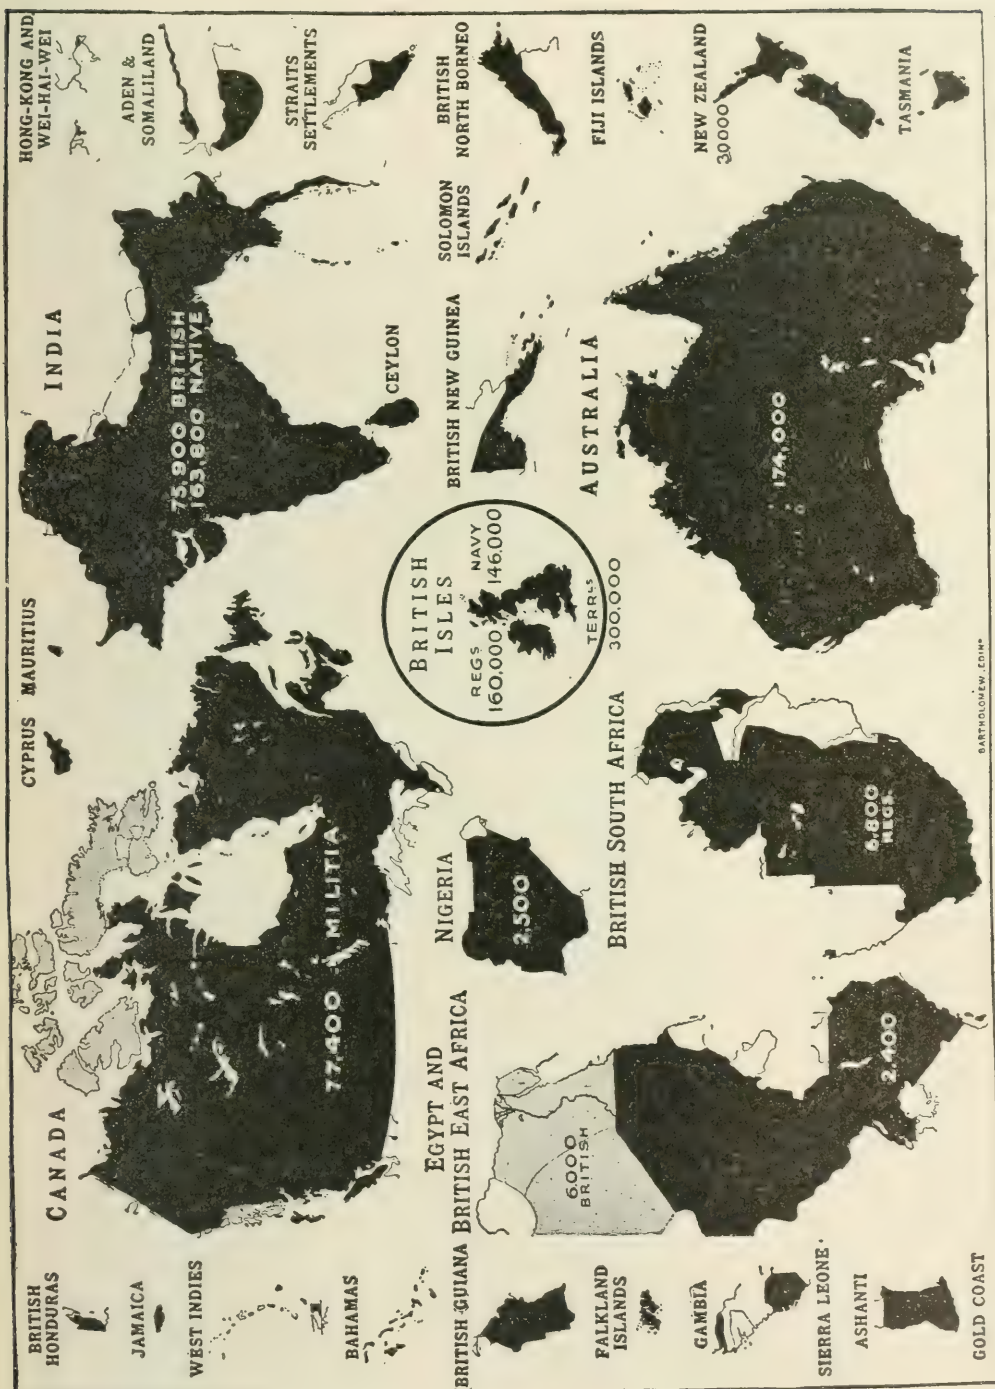 BRITISH
HONDURAS
JAMAICA
WEST INDIES
BAHAMAS
BRITISH GUIANA
FALKLAND
ISLANDS
GAMBIA
SIERRA LEONE
ASHANTI
GOLD COAST
CANADA
77.400 MILITIA
CYPRUS
MAURITIUS
INDIA
75.900 BRITISH
163.800 NATIVE
CEYLON
EGYPT AND
BRITISH EAST AFRICA
6.000
BRITISH
2.400
NIGERIA
2.500
BRITISH
ISLES
REGS
160.000
NAVY
146.000
TERRLS
300.000
BRITISH NEW GUINEA
SOLOMON
ISLANDS
BRITISH SOUTH AFRICA
6.800
REGS.
AUSTRALIA
174.000
HONG-KONG AND
WEI-HAI-WEI
ADEN &
SOMALILAND
STRAITS
SETTLEMENTS
BRITISH
NORTH BORNEO
FIJI ISLANDS
NEW ZEALAND
30000
TASMANIA
BARTHOLOMEW, EDINR